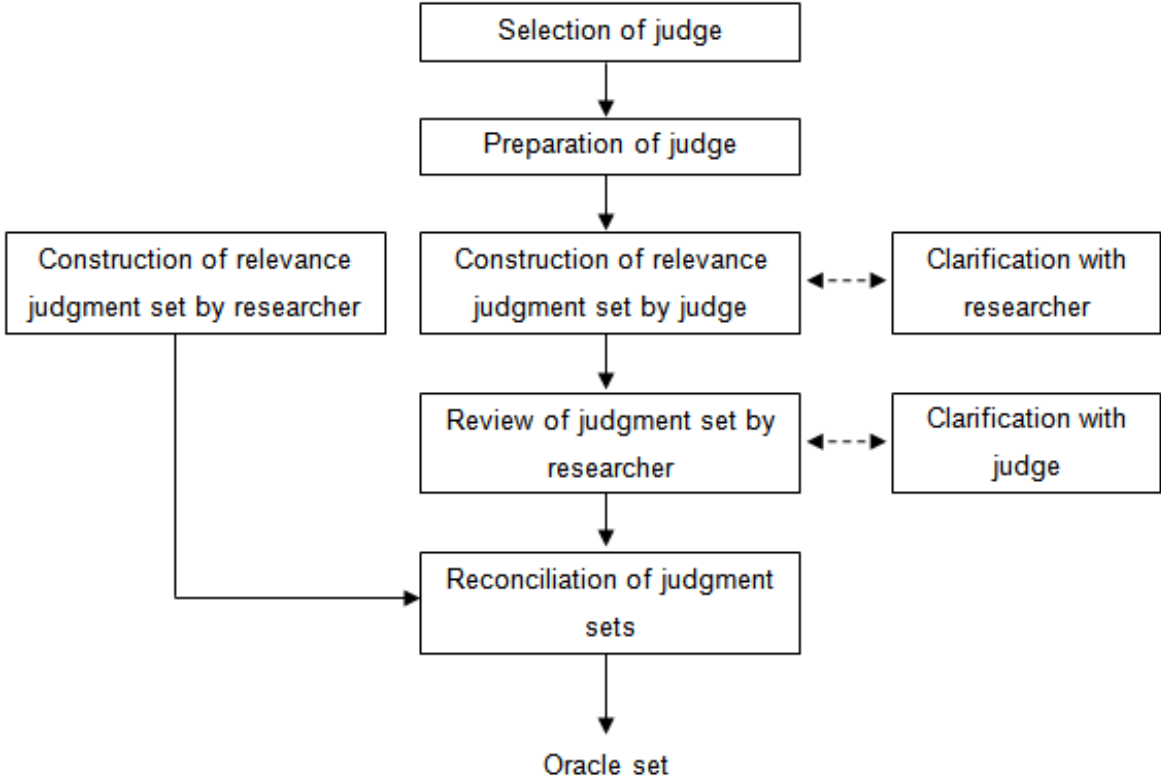 Selection of judge
Preparation of judge
Construction of relevance
judgment set by researcher
Construction of relevance
judgment set by judge
Clarification with
researcher
Review of judgment set by
researcher
Clarification with
judge
Reconciliation of judgment
sets
Oracle set